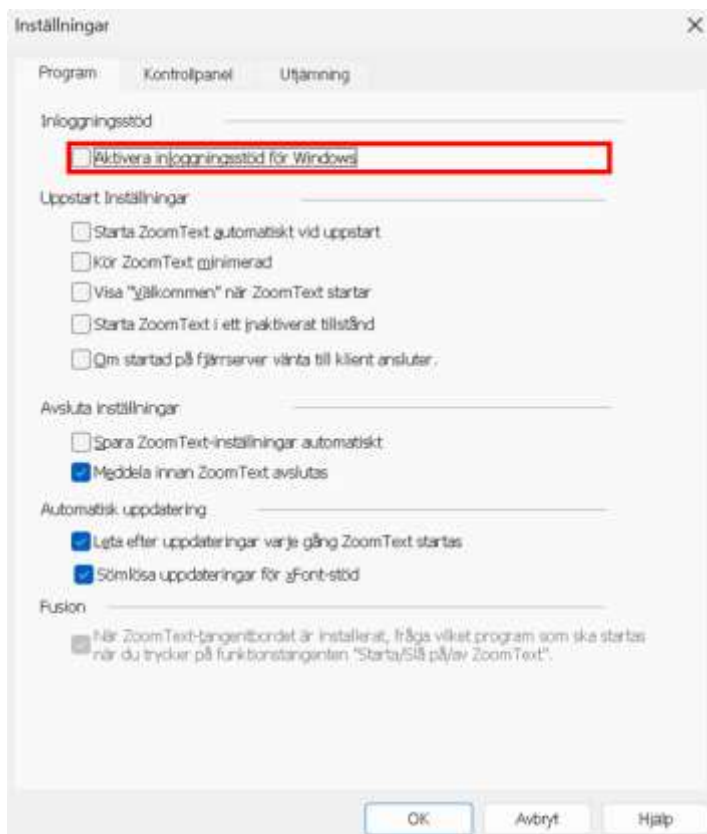 Inställningar
Program Kontrollpanel Utjämning
Inloggningsstöd
Aktivera inloggningsstöd för Windows
Uppstart Inställningar
Starta ZoomText automatiskt vid uppstart
Kör ZoomText minimerad
Visa "Välkommen" när ZoomText startar
Starta ZoomText i ett inaktiverat tillstånd
Om startad på fjärrserver vänta till klient ansluter.
Avsluta inställningar
Spara ZoomText-inställningar automatiskt
Meddela innan ZoomText avslutas
Automatisk uppdatering
Leta efter uppdateringar varje gång ZoomText startas
Sömlösa uppdateringar för xFont-stöd
Fusion
När ZoomText-tangentbordet är installerat, fråga vilket program som ska startas
när du trycker på funktionstangenten "Starta/Slå på/av ZoomText".
OK Avbryt Hjälp